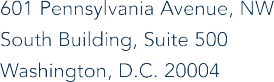 601 Pennsylvania Avenue, NW
South Building, Suite 500
Washington, D.C. 20004